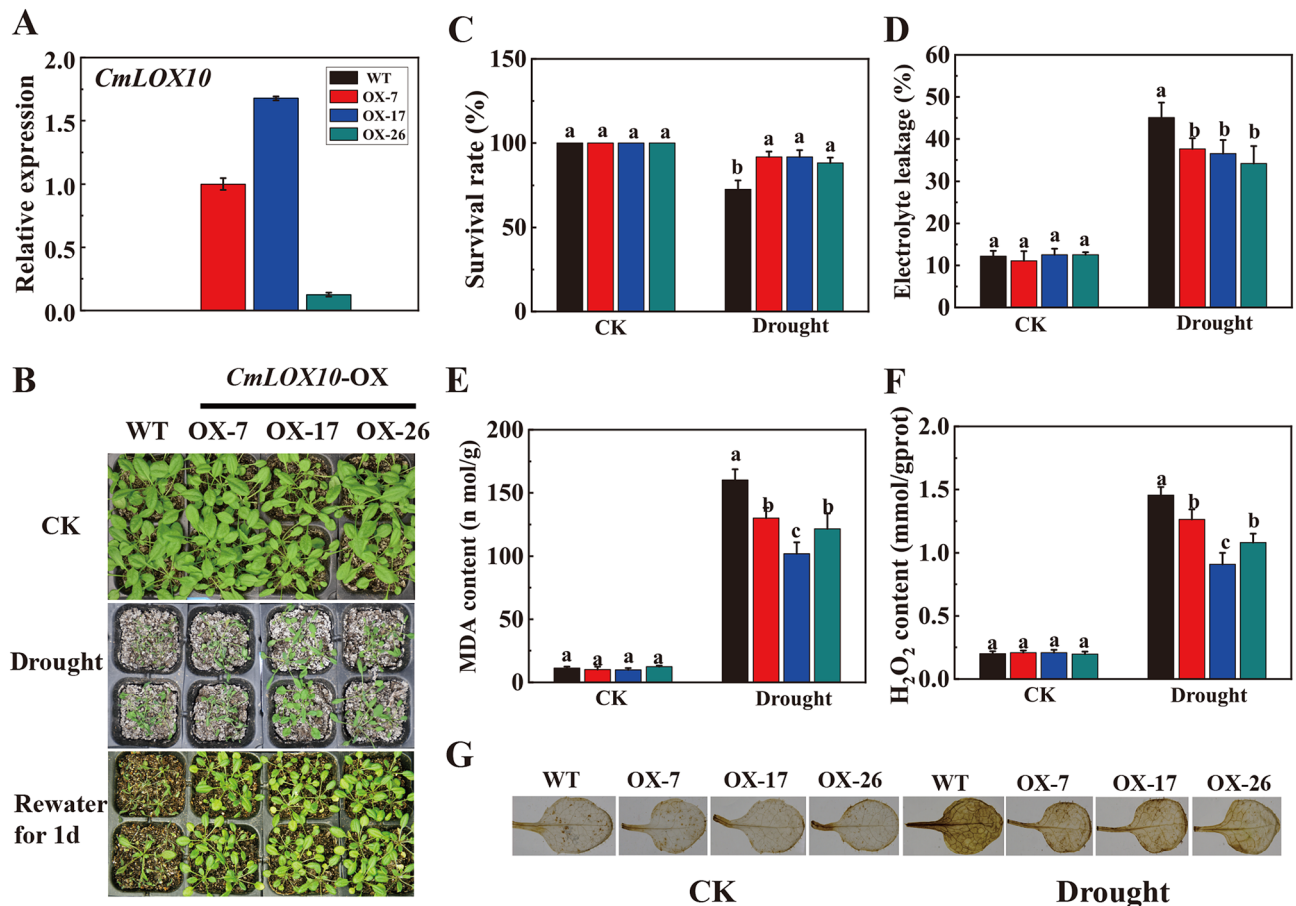 A
CmLOX10
WT
OX-7
OX-17
OX-26
Relative expression
2.0
1.5
1.0
0.5
0.0
B
CmLOX10-OX
WT OX-7 OX-17 OX-26
CK
Drought
Rewater
for 1d
C
Survival rate (%)
150
100
50
0
a a a a
b a a a
CK Drought
D
Electrolyte leakage (%)
60
50
40
30
20
10
0
a a a a
a b b b
CK Drought
E
MDA content (n mol/g)
200
150
100
50
0
a a a a
a b c b
CK Drought
F
H₂O₂ content (mmol/gprot)
2.0
1.5
1.0
0.5
0.0
a a a a
a b c b
CK Drought
G
WT OX-7 OX-17 OX-26 WT OX-7 OX-17 OX-26
CK Drought